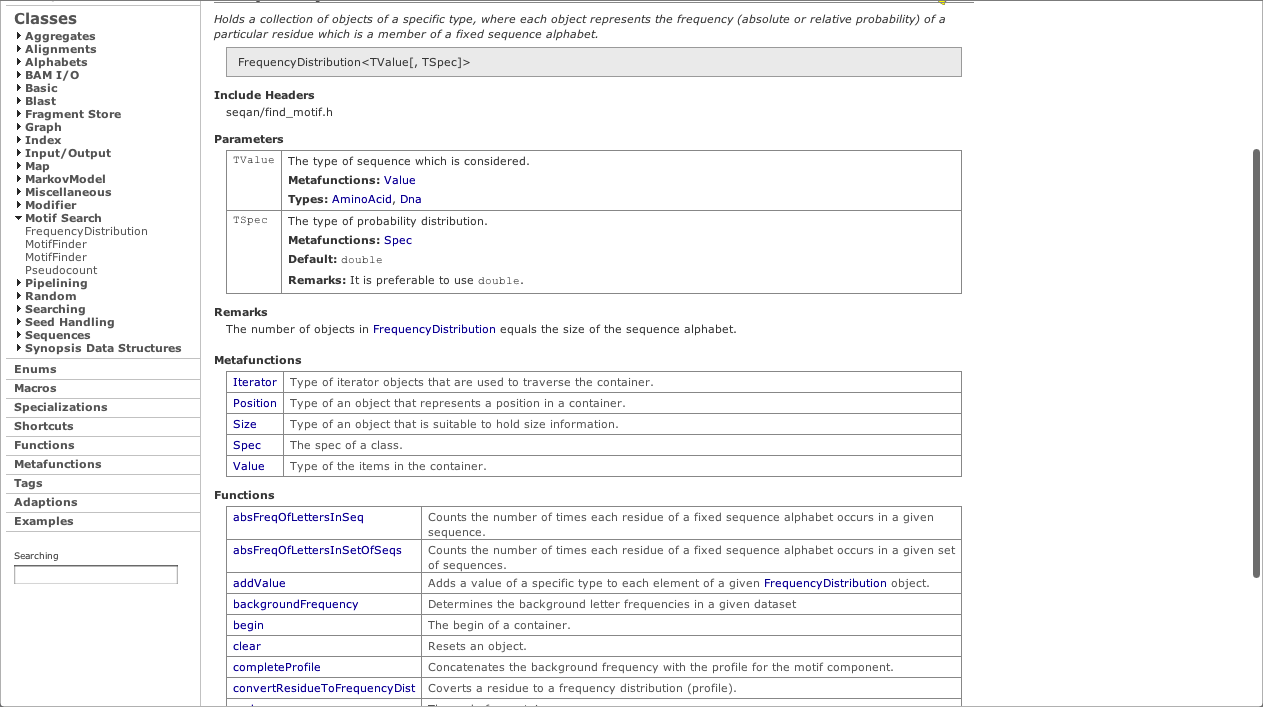 Classes
Aggregates
Alignments
Alphabets
BAM I/O
Basic
Blast
Fragment Store
Graph
Index
Input/Output
Map
MarkovModel
Miscellaneous
Modifier
Motif Search
FrequencyDistribution
MotifFinder
MotifFinder
Pseudocount
Pipelining
Random
Searching
Seed Handling
Sequences
Synopsis Data Structures
Enums
Macros
Specializations
Shortcuts
Functions
Metafunctions
Tags
Adaptions
Examples
Searching
Holds a collection of objects of a specific type, where each object represents the frequency (absolute or relative probability) of a
particular residue which is a member of a fixed sequence alphabet.
FrequencyDistribution<TValue[, TSpec]>
Include Headers
seqan/find_motif.h
Parameters
TValue The type of sequence which is considered.
Metafunctions: Value
Types: AminoAcid, Dna
TSpec The type of probability distribution.
Metafunctions: Spec
Default: double
Remarks: It is preferable to use double.
Remarks
The number of objects in FrequencyDistribution equals the size of the sequence alphabet.
Metafunctions
Iterator Type of iterator objects that are used to traverse the container.
Position Type of an object that represents a position in a container.
Size Type of an object that is suitable to hold size information.
Spec The spec of a class.
Value Type of the items in the container.
Functions
absFreqOfLettersInSeq Counts the number of times each residue of a fixed sequence alphabet occurs in a given
sequence.
absFreqOfLettersInSetOfSeqs Counts the number of times each residue of a fixed sequence alphabet occurs in a given set
of sequences.
addValue Adds a value of a specific type to each element of a given FrequencyDistribution object.
backgroundFrequency Determines the background letter frequencies in a given dataset
begin The begin of a container.
clear Resets an object.
completeProfile Concatenates the background frequency with the profile for the motif component.
convertResidueToFrequencyDist Coverts a residue to a frequency distribution (profile).